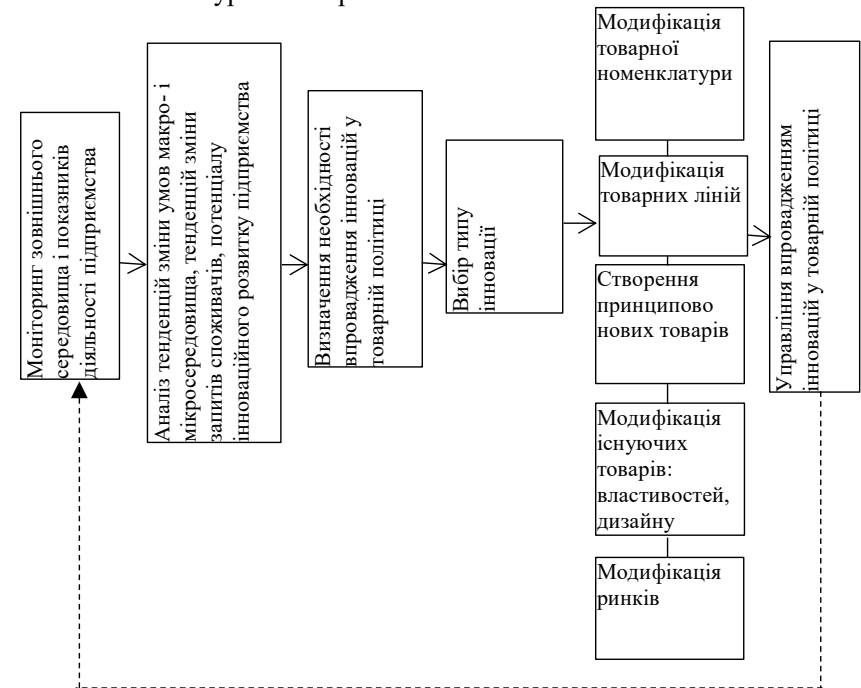 Моніторинг зовнішнього
середовища і показників
діяльності підприємства
Аналіз тенденцій зміни умов макро- і
мікросередовища, тенденцій зміни
запитів споживачів, потенціалу
інноваційного розвитку підприємства
Визначення необхідності
впровадження інновацій у
товарній політиці
Вибір типу
інновації
Модифікація
товарної
номенклатури
Модифікація
товарних ліній
Створення
принципово
нових товарів
Модифікація
існуючих
товарів:
властивостей,
дизайну
Модифікація
ринків
Управління впровадженням
інновацій у товарній політиці